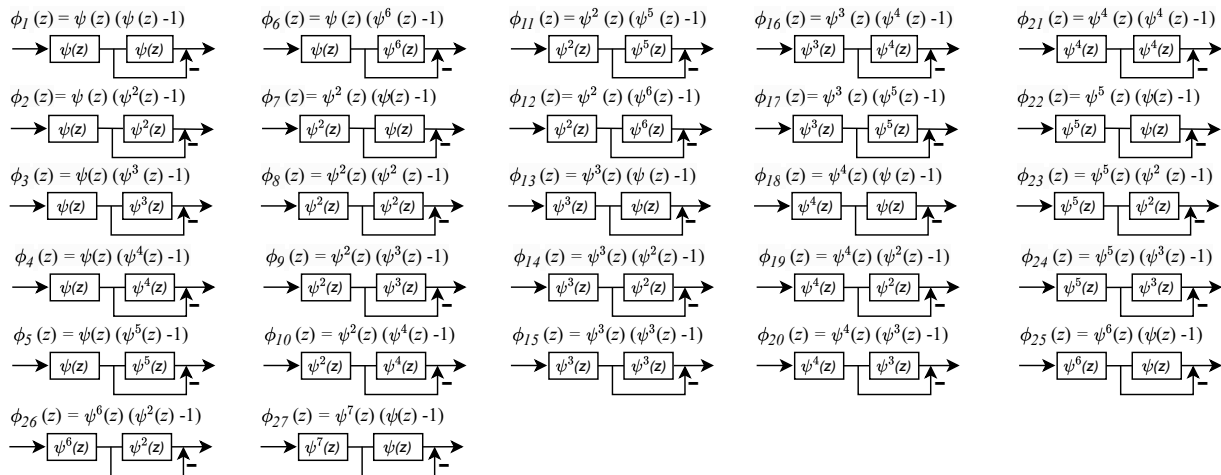 ϕ1 (z) = ψ (z) (ψ (z) -1)
ψ(z) ψ(z) -
ϕ6 (z) = ψ (z) (ψ⁶ (z) -1)
ψ(z) ψ⁶(z) -
ϕ11 (z) = ψ² (z) (ψ⁵ (z) -1)
ψ²(z) ψ⁵(z) -
ϕ16 (z) = ψ³ (z) (ψ⁴ (z) -1)
ψ³(z) ψ⁴(z) -
ϕ21 (z) = ψ⁴ (z) (ψ⁴ (z) -1)
ψ⁴(z) ψ⁴(z) -
ϕ2 (z)= ψ (z) (ψ²(z) -1)
ψ(z) ψ²(z) -
ϕ7 (z)= ψ² (z) (ψ(z) -1)
ψ²(z) ψ(z) -
ϕ12 (z)= ψ² (z) (ψ⁶(z) -1)
ψ²(z) ψ⁶(z) -
ϕ17 (z)= ψ³ (z) (ψ⁵(z) -1)
ψ³(z) ψ⁵(z) -
ϕ22 (z)= ψ⁵ (z) (ψ(z) -1)
ψ⁵(z) ψ(z) -
ϕ3 (z) = ψ(z) (ψ³ (z) -1)
ψ(z) ψ³(z) -
ϕ8 (z) = ψ²(z) (ψ² (z) -1)
ψ²(z) ψ²(z) -
ϕ13 (z) = ψ³(z) (ψ (z) -1)
ψ³(z) ψ(z) -
ϕ18 (z) = ψ⁴(z) (ψ (z) -1)
ψ⁴(z) ψ(z) -
ϕ23 (z) = ψ⁵(z) (ψ² (z) -1)
ψ⁵(z) ψ²(z) -
ϕ4 (z) = ψ(z) (ψ⁴(z) -1)
ψ(z) ψ⁴(z) -
ϕ9 (z) = ψ²(z) (ψ³(z) -1)
ψ²(z) ψ³(z) -
ϕ14 (z) = ψ³(z) (ψ²(z) -1)
ψ³(z) ψ²(z) -
ϕ19 (z) = ψ⁴(z) (ψ²(z) -1)
ψ⁴(z) ψ²(z) -
ϕ24 (z) = ψ⁵(z) (ψ³(z) -1)
ψ⁵(z) ψ³(z) -
ϕ5 (z) = ψ(z) (ψ⁵(z) -1)
ψ(z) ψ⁵(z) -
ϕ10 (z) = ψ²(z) (ψ⁴(z) -1)
ψ²(z) ψ⁴(z) -
ϕ15 (z) = ψ³(z) (ψ³(z) -1)
ψ³(z) ψ³(z) -
ϕ20 (z) = ψ⁴(z) (ψ³(z) -1)
ψ⁴(z) ψ³(z) -
ϕ25 (z) = ψ⁶(z) (ψ(z) -1)
ψ⁶(z) ψ(z) -
ϕ26 (z) = ψ⁶(z) (ψ²(z) -1)
ψ⁶(z) ψ²(z) -
ϕ27 (z) = ψ⁷(z) (ψ(z) -1)
ψ⁷(z) ψ(z) -